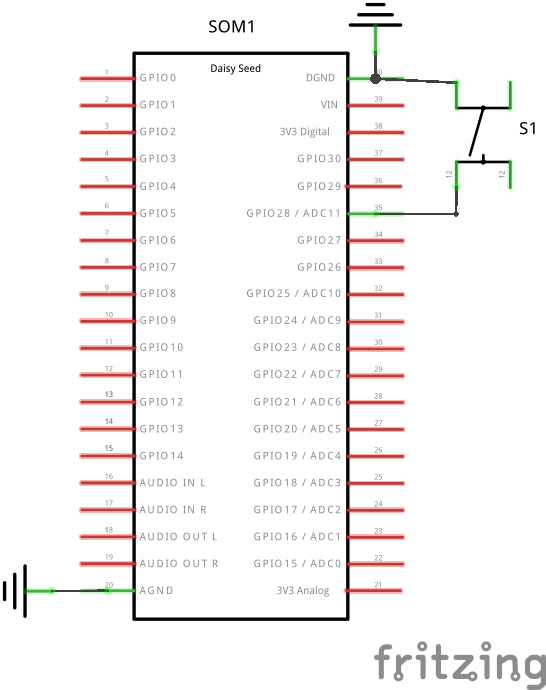 SOM1
Daisy Seed
1 GPIO0 DGND
2 GPIO1 VIN 39
3 GPIO2 3V3 Digital 38
4 GPIO3 GPIO30 37
5 GPIO4 GPIO29 36
6 GPIO5 GPIO28 / ADC11 35
7 GPIO6 GPIO27 34
8 GPIO7 GPIO26 33
9 GPIO8 GPIO25 / ADC10 32
10 GPIO9 GPIO24 / ADC9 31
11 GPIO10 GPIO23 / ADC8 30
12 GPIO11 GPIO22 / ADC7 29
13 GPIO12 GPIO21 / ADC6 28
14 GPIO13 GPIO20 / ADC5 27
15 GPIO14 GPIO19 / ADC4 26
16 AUDIO IN L GPIO18 / ADC3 25
17 AUDIO IN R GPIO17 / ADC2 24
18 AUDIO OUT L GPIO16 / ADC1 23
19 AUDIO OUT R GPIO15 / ADC0 22
20 AGND 3V3 Analog 21
S1
12 12
fritzing